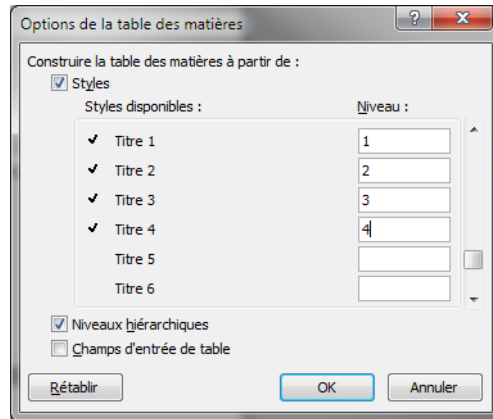 Options de la table des matières
Construire la table des matières à partir de :
Styles
Styles disponibles : Niveau :
Titre 1 1
Titre 2 2
Titre 3 3
Titre 4 4
Titre 5
Titre 6
Niveaux hiérarchiques
Champs d'entrée de table
Rétablir OK Annuler